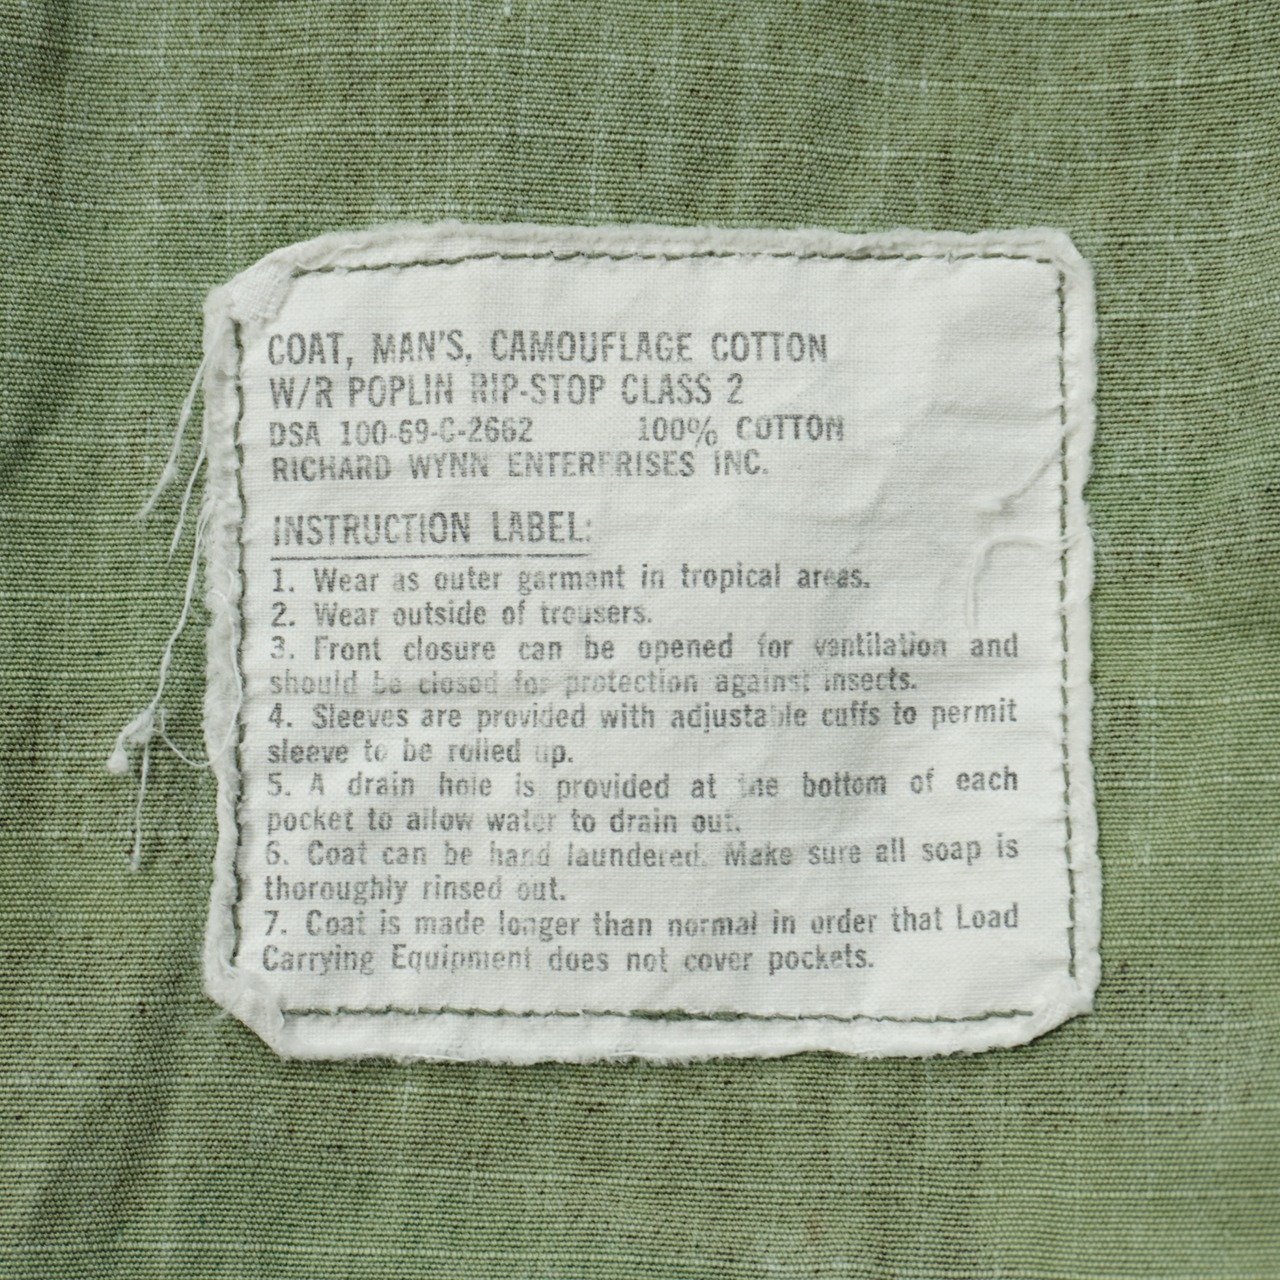 COAT, MAN'S, CAMOUFLAGE COTTON
W/R POPLIN RIP-STOP CLASS 2
DSA 100-69-C-2662 100% COTTON
RICHARD WYNN ENTERPRISES INC.
INSTRUCTION LABEL:
1. Wear as outer garment in tropical areas.
2. Wear outside of trousers.
3. Front closure can be opened for ventilation and
should be closed for protection against insects.
4. Sleeves are provided with adjustable cuffs to permit
sleeve to be rolled up.
5. A drain hole is provided at the bottom of each
pocket to allow water to drain out.
6. Coat can be hand laundered. Make sure all soap is
thoroughly rinsed out.
7. Coat is made longer than normal in order that Load
Carrying Equipment does not cover pockets.